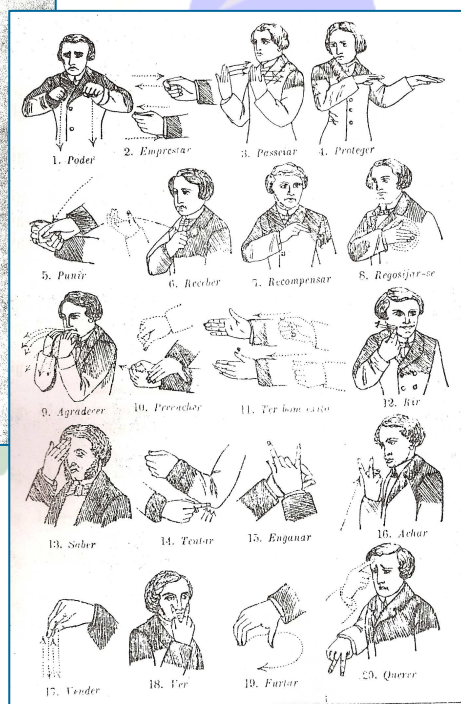 1. Poder
2. Emprestar
3. Passeiar
4. Proteger
5. Punir
6. Receber
7. Recompensar
8. Regosijar-se
9. Agradecer
10. Preencher
11. Ter bom exito
12. Rir
13. Saber
14. Tentar
15. Enganar
16. Achar
17. Vender
18. Ver
19. Furtar
20. Querer